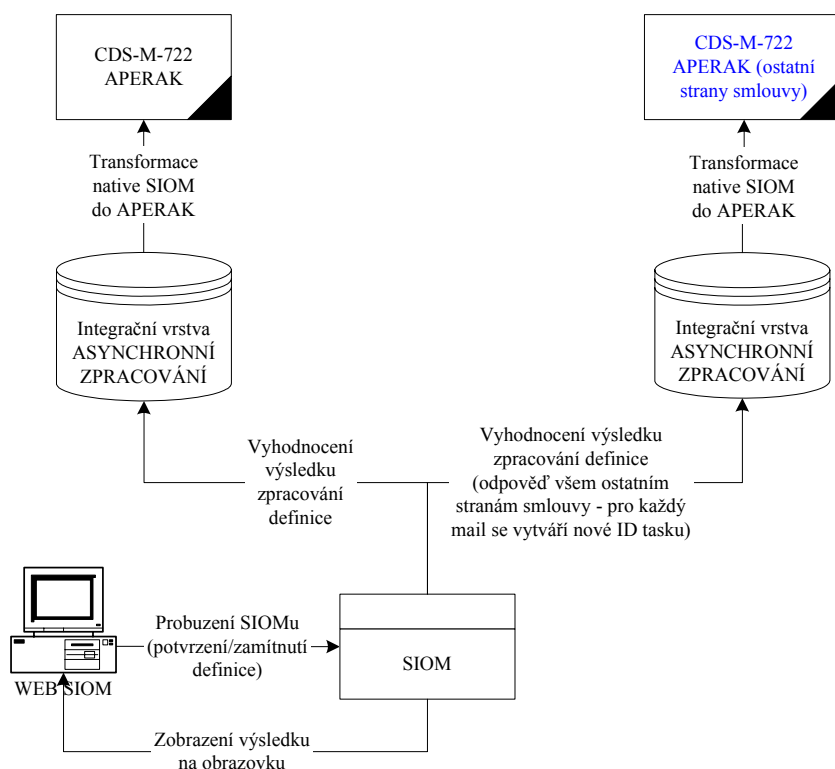 CDS-M-722
APERAK
CDS-M-722
APERAK (ostatní
strany smlouvy)
Transformace
native SIOM
do APERAK
Transformace
native SIOM
do APERAK
Integrační vrstva
ASYNCHRONNÍ
ZPRACOVÁNÍ
Integrační vrstva
ASYNCHRONNÍ
ZPRACOVÁNÍ
Vyhodnocení
výsledku
zpracování
definice
Vyhodnocení výsledku
zpracování definice
(odpověď všem ostatním
stranám smlouvy - pro každý
mail se vytváří nové ID tasku)
Probuzení SIOMu
(potvrzení/zamítnutí
definice)
SIOM
WEB SIOM
Zobrazení výsledku
na obrazovku